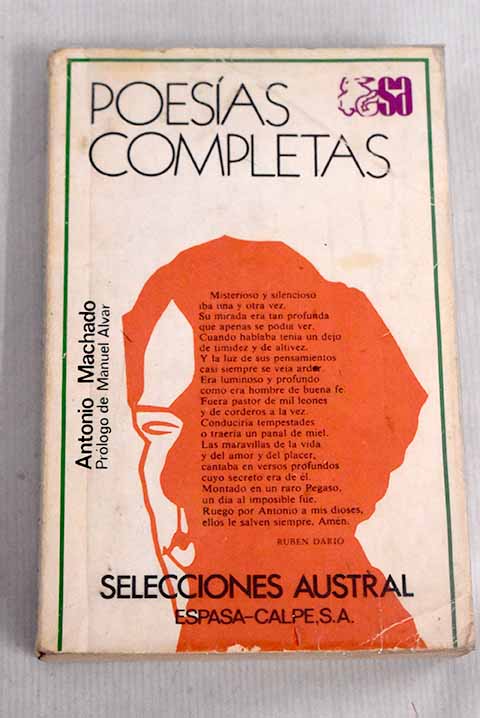 POESÍAS
COMPLETAS
sa
Antonio Machado
Prólogo de Manuel Alvar
Misterioso y silencioso
iba una y otra vez.
Su mirada era tan profunda
que apenas se podía ver.
Cuando hablaba tenía un dejo
de timidez y de altivez.
Y la luz de sus pensamientos
casi siempre se veía arder.
Era luminoso y profundo
como era hombre de buena fe.
Fuera pastor de mil leones
y de corderos a la vez.
Conduciría tempestades
o traería un panal de miel.
Las maravillas de la vida
y del amor y del placer,
cantaba en versos profundos
cuyo secreto era de él.
Montado en un raro Pegaso,
un día al imposible fue.
Ruego por Antonio a mis dioses,
ellos le salven siempre. Amén.
RUBEN DARIO
SELECCIONES AUSTRAL
ESPASA-CALPE, S.A.